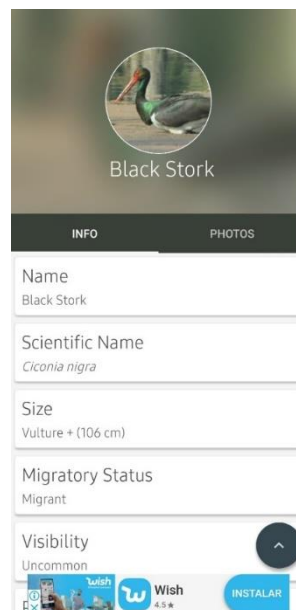 Black Stork
INFO PHOTOS
Name
Black Stork
Scientific Name
Ciconia nigra
Size
Vulture + (106 cm)
Migratory Status
Migrant
Visibility
Uncommon
wish
Wish
4.5★
INSTALAR